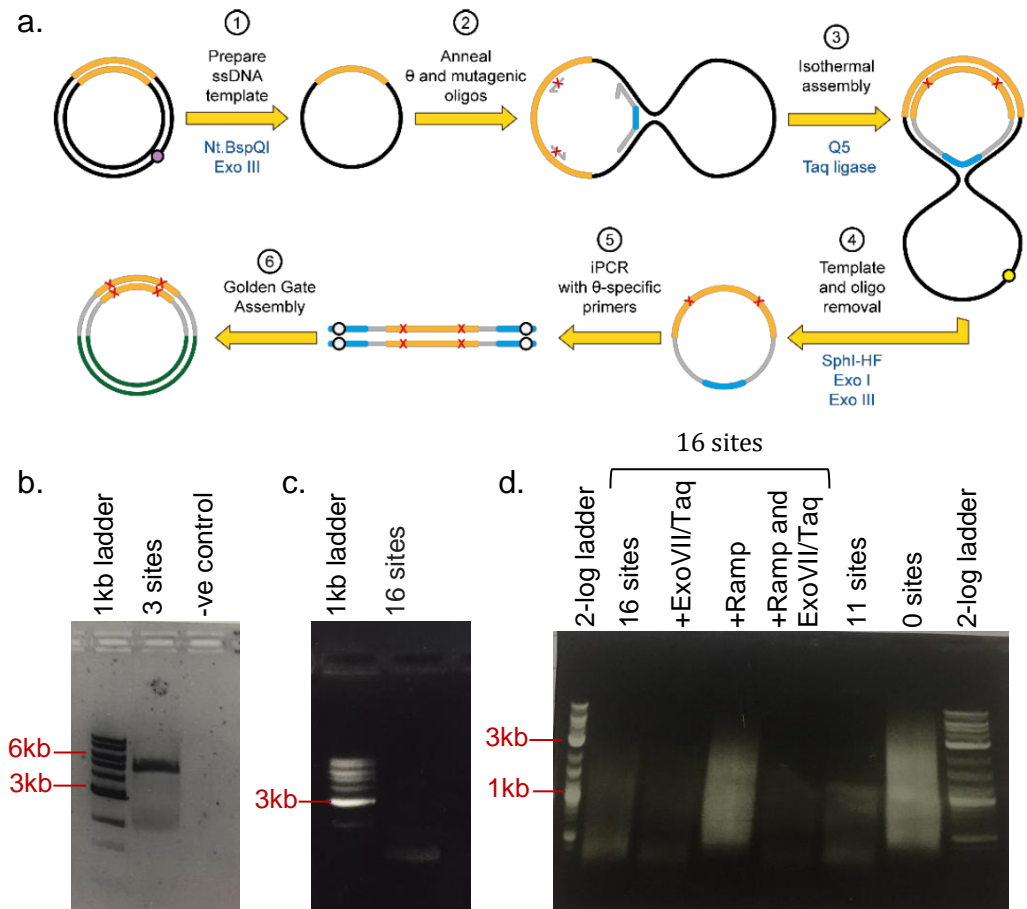 a.
1
Prepare
ssDNA
template
Nt.BspQI
Exo III
2
Anneal
θ and mutagenic
oligos
3
Isothermal
assembly
Q5
Taq ligase
4
Template
and oligo
removal
SphI-HF
Exo I
Exo III
5
iPCR
with θ-specific
primers
6
Golden Gate
Assembly
b.
1kb ladder
3 sites
-ve control
6kb
3kb
c.
1kb ladder
16 sites
3kb
d.
16 sites
2-log ladder
16 sites
+ExoVII/Taq
+Ramp
+Ramp and
ExoVII/Taq
11 sites
0 sites
2-log ladder
3kb
1kb